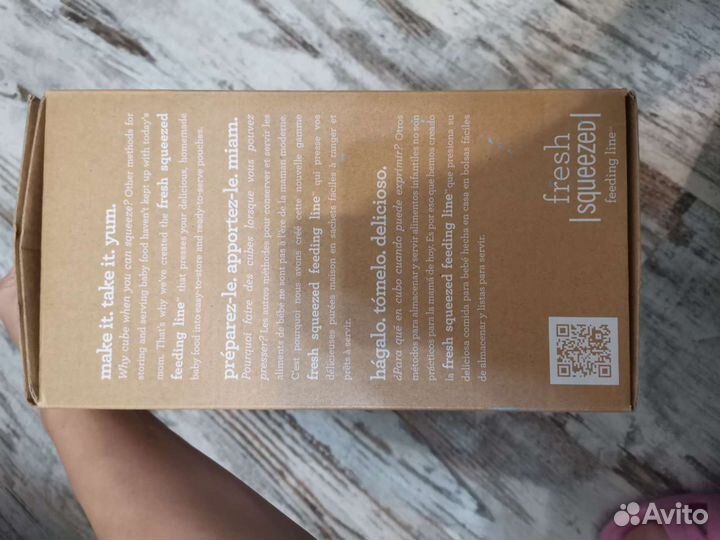 make it. take it. yum.
Why cube when you can squeeze? Other methods for
storing and serving baby food haven't kept up with today's
mom. That's why we've created the fresh squeezed
feeding line™ that presses your delicious, homemade
baby food into easy-to-store and ready-to-serve pouches.
préparez-le. apportez-le. miam.
Pourquoi faire des cubes lorsque vous pouvez
presser? Les autres méthodes pour conserver et servir les
aliments de bébé ne sont pas à l'ère de la maman moderne.
C'est pourquoi nous avons créé cette nouvelle gamme
fresh squeezed feeding line™ qui presse vos
délicieuses purées maison en sachets faciles à ranger et
prêts à servir.
hágalo. tómelo. delicioso.
¿Para qué en cubo cuando puede exprimir? Otros
métodos para almacenar y servir alimentos infantiles no son
prácticos para la mamá de hoy. Es por eso que hemos creado
la fresh squeezed feeding line™ que presiona su
deliciosa comida para bebé hecha en casa en bolsas fáciles
de almacenar y listas para servir.
fresh
|squeezed|
feeding line™
Avito